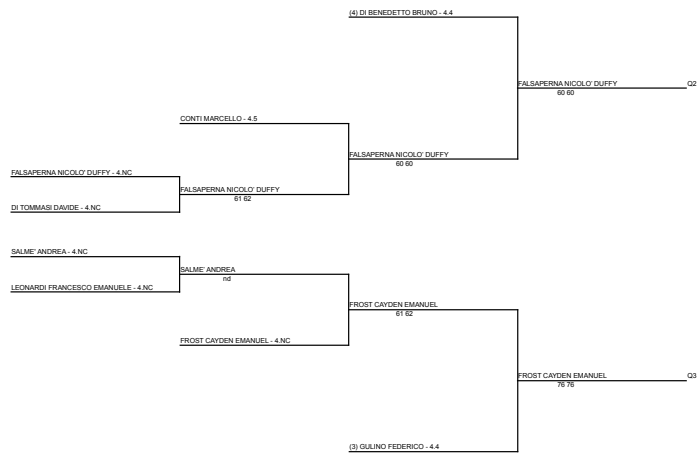 (4) DI BENEDETTO BRUNO - 4.4
FALSAPERNA NICOLO' DUFFY
Q2
60 60
CONTI MARCELLO - 4.5
FALSAPERNA NICOLO' DUFFY
60 60
FALSAPERNA NICOLO' DUFFY - 4.NC
FALSAPERNA NICOLO' DUFFY
61 62
DI TOMMASI DAVIDE - 4.NC
SALME' ANDREA - 4.NC
SALME' ANDREA
nd
LEONARDI FRANCESCO EMANUELE - 4.NC
FROST CAYDEN EMANUEL
61 62
FROST CAYDEN EMANUEL - 4.NC
FROST CAYDEN EMANUEL
Q3
76 76
(3) GULINO FEDERICO - 4.4